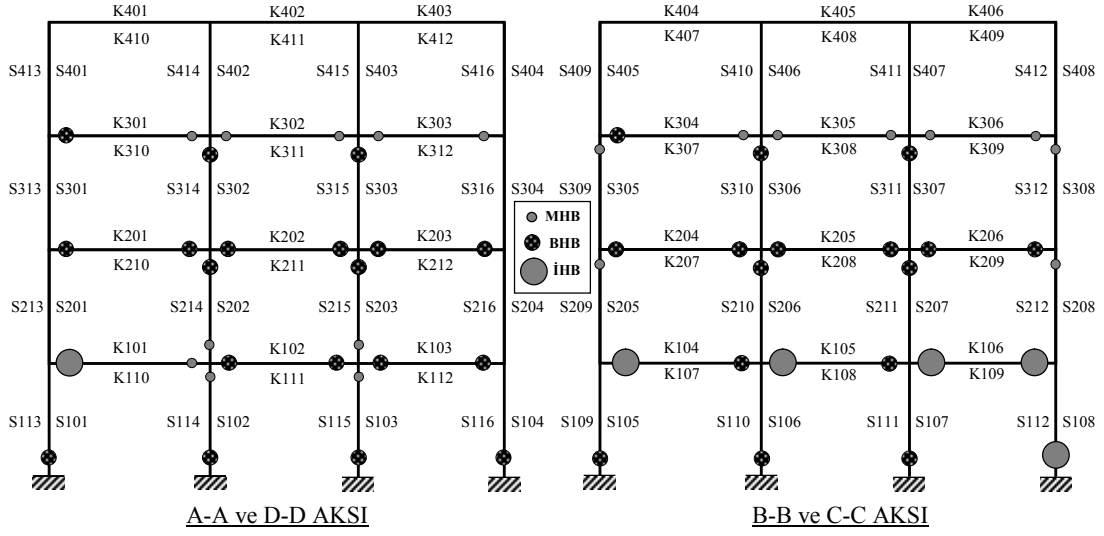 K401 K402 K403 K404 K405 K406
K410 K411 K412 K407 K408 K409
S413 S401 S414 S402 S415 S403 S416 S404 S409 S405 S410 S406 S411 S407 S412 S408
K301 K302 K303 K304 K305 K306
K310 K311 K312 K307 K308 K309
S313 S301 S314 S302 S315 S303 S316 S304 S309 S305 S310 S306 S311 S307 S312 S308
MHB
BHB
İHB
K201 K202 K203 K204 K205 K206
K210 K211 K212 K207 K208 K209
S213 S201 S214 S202 S215 S203 S216 S204 S209 S205 S210 S206 S211 S207 S212 S208
K101 K102 K103 K104 K105 K106
K110 K111 K112 K107 K108 K109
S113 S101 S114 S102 S115 S103 S116 S104 S109 S105 S110 S106 S111 S107 S112 S108
A-A ve D-D AKSI B-B ve C-C AKSI